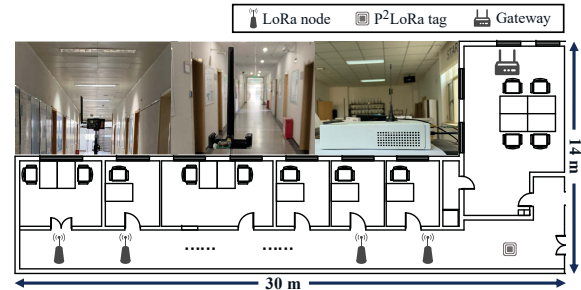 LoRa node P²LoRa tag Gateway
14 m
...... ......
30 m